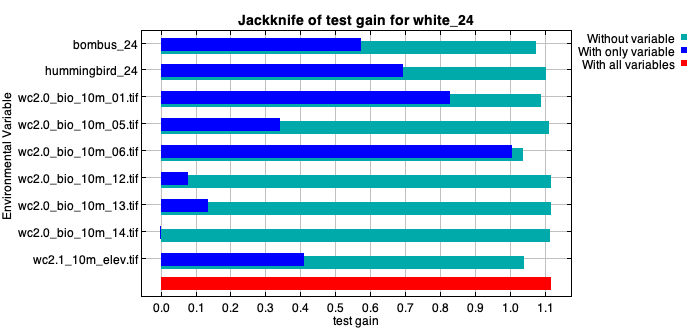 Jackknife of test gain for white_24
Without variable
With only variable
With all variables
Environmental Variable
bombus_24
hummingbird_24
wc2.0_bio_10m_01.tif
wc2.0_bio_10m_05.tif
wc2.0_bio_10m_06.tif
wc2.0_bio_10m_12.tif
wc2.0_bio_10m_13.tif
wc2.0_bio_10m_14.tif
wc2.1_10m_elev.tif
0.0 0.1 0.2 0.3 0.4 0.5 0.6 0.7 0.8 0.9 1.0 1.1
test gain